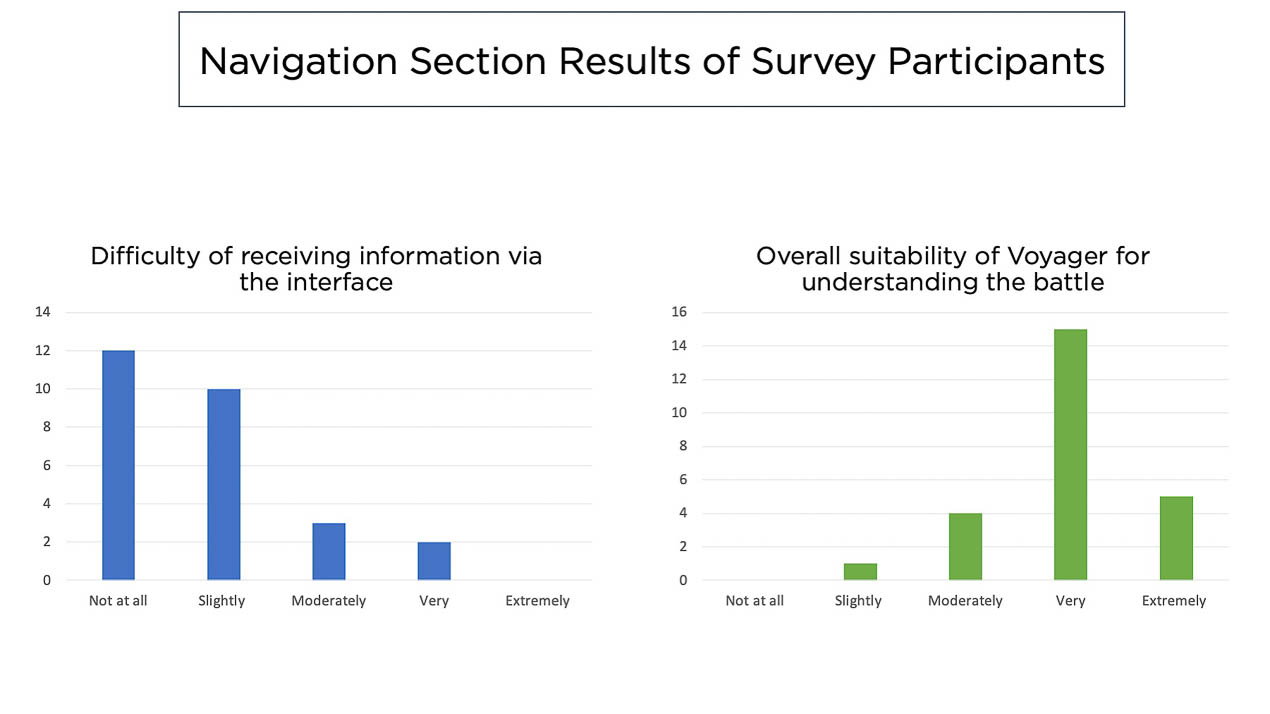 Navigation Section Results of Survey Participants
Difficulty of receiving information via
the interface
14
12
10
8
6
4
2
0
Not at all Slightly Moderately Very Extremely
Overall suitability of Voyager for
understanding the battle
16
14
12
10
8
6
4
2
0
Not at all Slightly Moderately Very Extremely